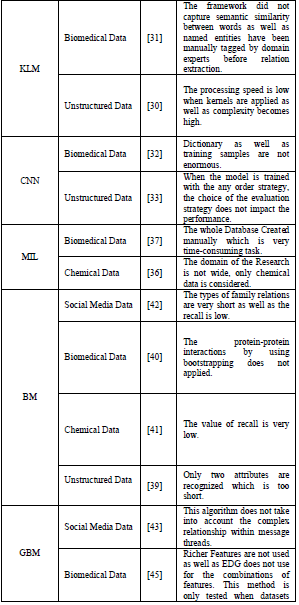 The framework did not
capture semantic similarity
between words as well as
named entities have been
manually tagged by domain
experts before relation
extraction.
Biomedical Data
[31]
KLM
The processing speed is low
when kernels are applied as
well as complexity becomes
high.
Unstructured Data
[30]
CNN
Biomedical Data
[32]
Dictionary as well as
training samples are not
enormous.
Unstructured Data
[33]
When the model is trained
with the any order strategy,
the choice of the evaluation
strategy does not impact the
performance.
MIL
Biomedical Data
[37]
The whole Database Created
manually which is very
time-consuming task.
Chemical Data
[36]
The domain of the Research
is not wide, only chemical
data is considered.
BM
Social Media Data
[42]
The types of family relations
are very short as well as the
recall is low.
Biomedical Data
[40]
The protein-protein
interactions by using
bootstrapping does not
applied.
Chemical Data
[41]
The value of recall is very
low.
Unstructured Data
[39]
Only two attributes are
recognized which is too
short.
GBM
Social Media Data
[43]
This algorithm does not take
into account the complex
relationship within message
threads.
Biomedical Data
[45]
Richer Features are not used
as well as EDG does not use
for the combinations of
features. This method is
only tested when datasets